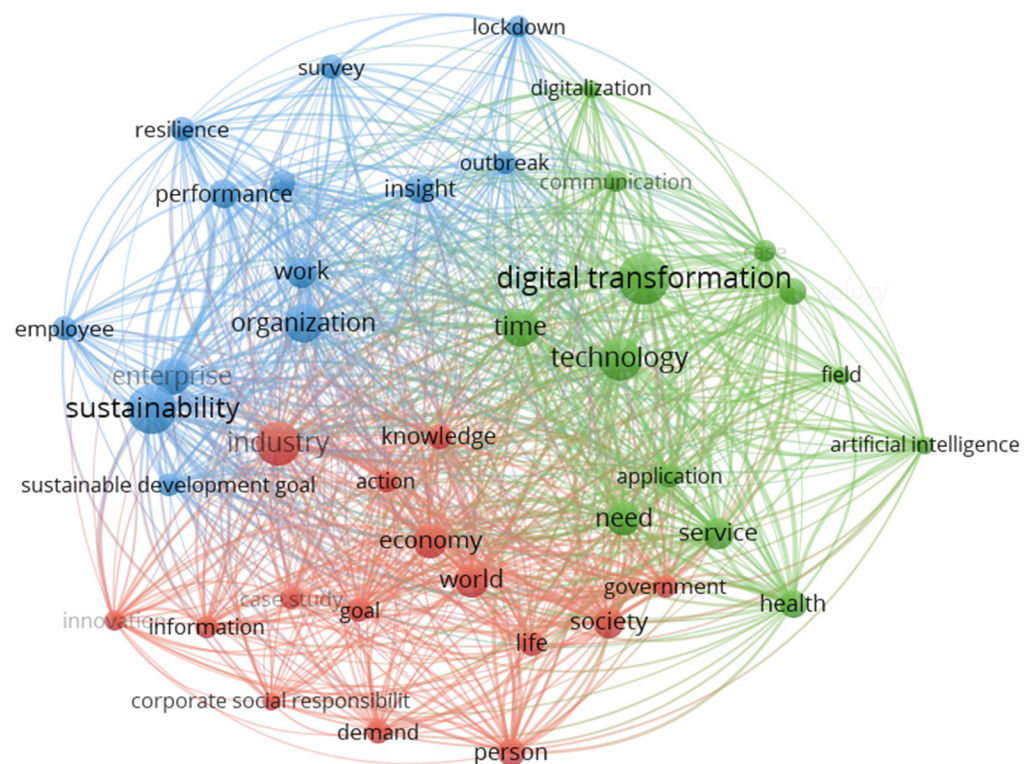 lockdown
survey
digitalization
resilience
outbreak
communication
insight
performance
work
digital transformation
organization
time
employee
technology
enterprise
field
sustainability
knowledge
industry
artificial intelligence
application
action
sustainable development goal
need
service
economy
world
government
case study
health
goal
innovation
society
information
life
corporate social responsibilit
demand
person